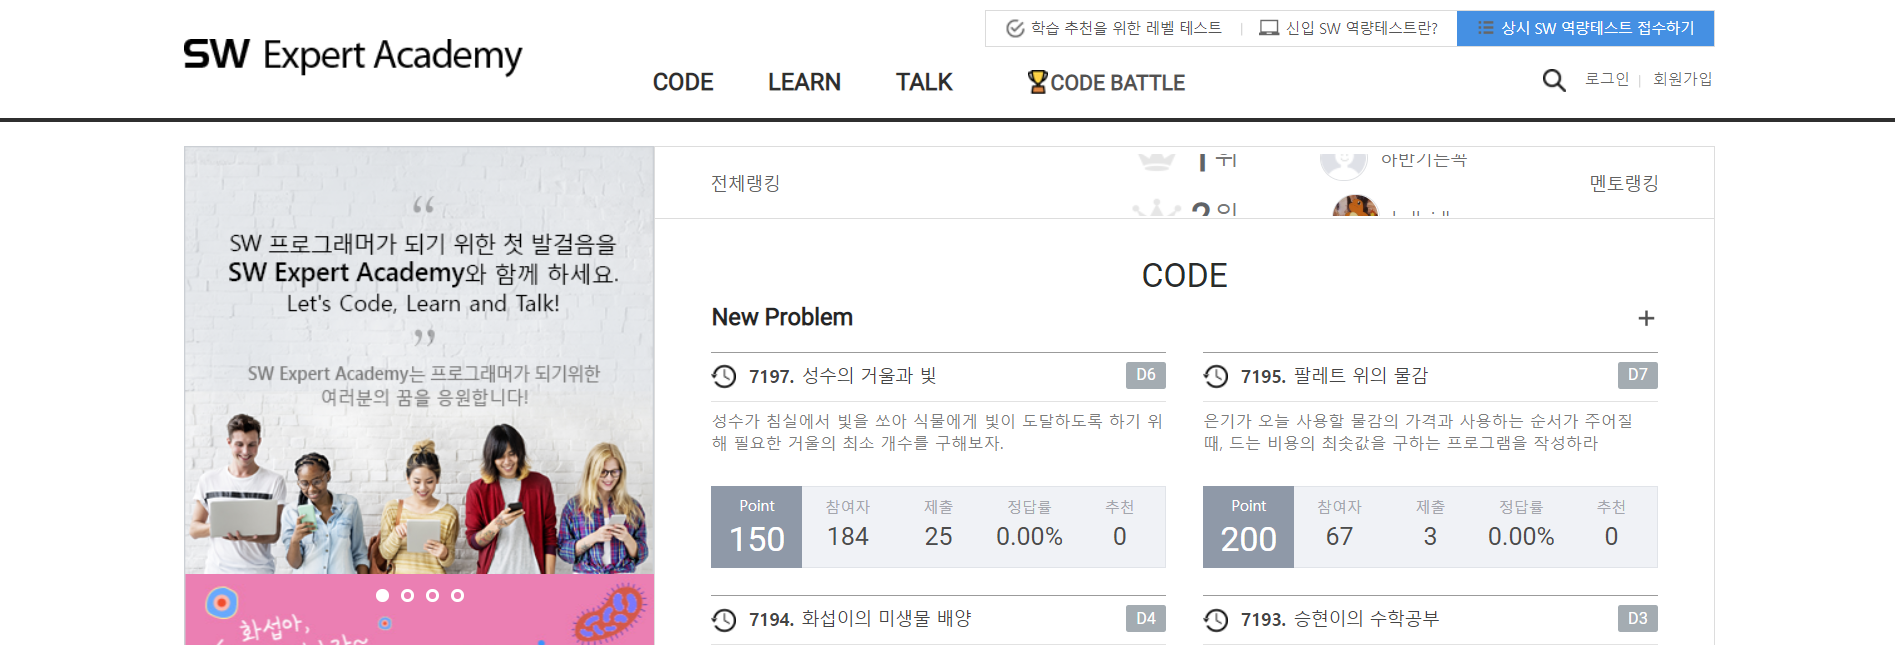 학습 추천을 위한 레벨 테스트 | 신입 SW 역량테스트란? 상시 SW 역량테스트 접수하기
SW Expert Academy
CODE LEARN TALK CODE BATTLE
로그인 | 회원가입
“
SW 프로그래머가 되기 위한 첫 발걸음을
SW Expert Academy와 함께 하세요.
Let's Code, Learn and Talk!
”
SW Expert Academy는 프로그래머가 되기위한
여러분의 꿈을 응원합니다!
화섭아,
전체랭킹
1 위
2 위
멘토랭킹
CODE
New Problem +
7197. 성수의 거울과 빛 D6
성수가 침실에서 빛을 쏘아 식물에게 빛이 도달하도록 하기 위
해 필요한 거울의 최소 개수를 구해보자.
Point 참여자 제출 정답률 추천
150 184 25 0.00% 0
7195. 팔레트 위의 물감 D7
은기가 오늘 사용할 물감의 가격과 사용하는 순서가 주어질
때, 드는 비용의 최솟값을 구하는 프로그램을 작성하라
Point 참여자 제출 정답률 추천
200 67 3 0.00% 0
7194. 화섭이의 미생물 배양 D4
7193. 승현이의 수학공부 D3